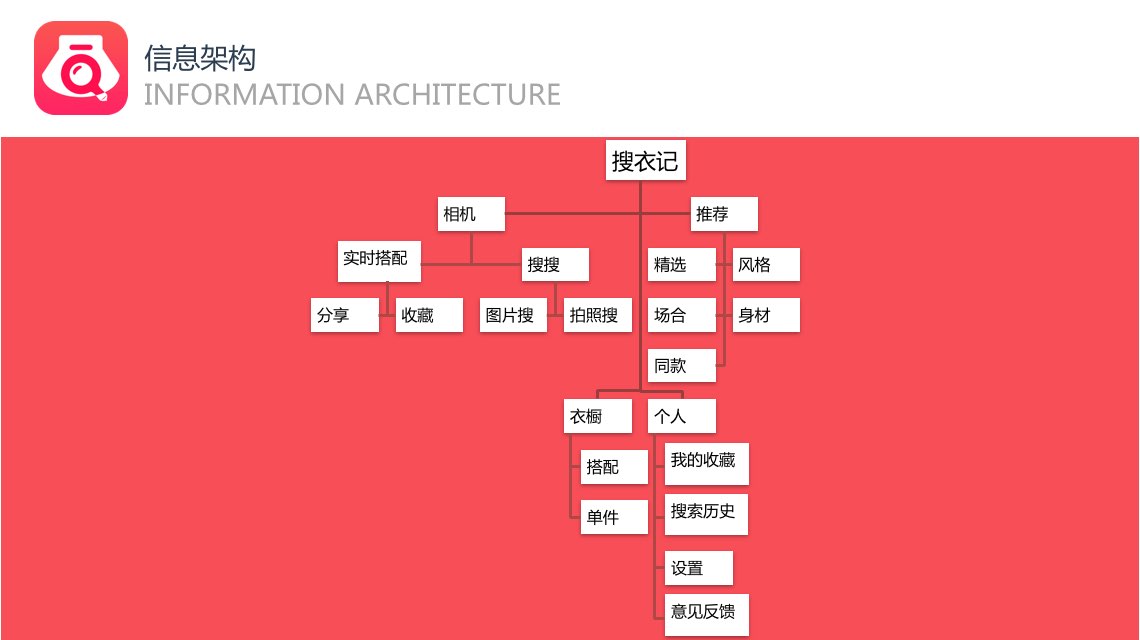 信息架构
INFORMATION ARCHITECTURE
搜衣记
相机
推荐
实时搭配
搜搜
精选
风格
分享
收藏
图片搜
拍照搜
场合
身材
同款
衣橱
个人
搭配
我的收藏
单件
搜索历史
设置
意见反馈